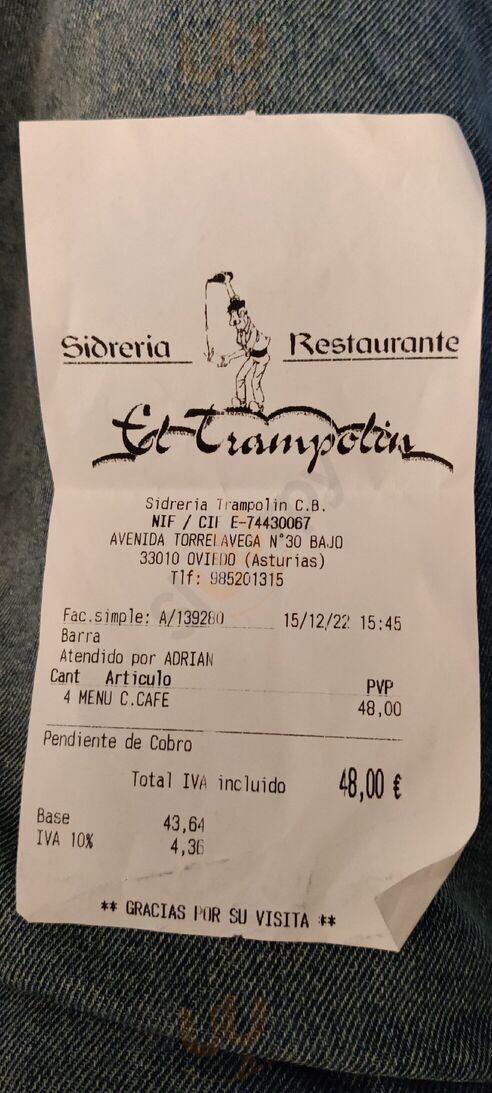 Sidreria Restaurante
El Trampolin
Sidreria Trampolin C.B.
NIF / CIF E-74430067
AVENIDA TORRELAVEGA N°30 BAJO
33010 OVIEDO (Asturias)
Tlf: 985201315
Fac.simple: A/139280 15/12/22 15:45
Barra
Atendido por ADRIAN
Cant Articulo PVP
4 MENU C.CAFE 48,00
Pendiente de Cobro
Total IVA incluido 48,00 €
Base 43,64
IVA 10% 4,36
** GRACIAS POR SU VISITA **